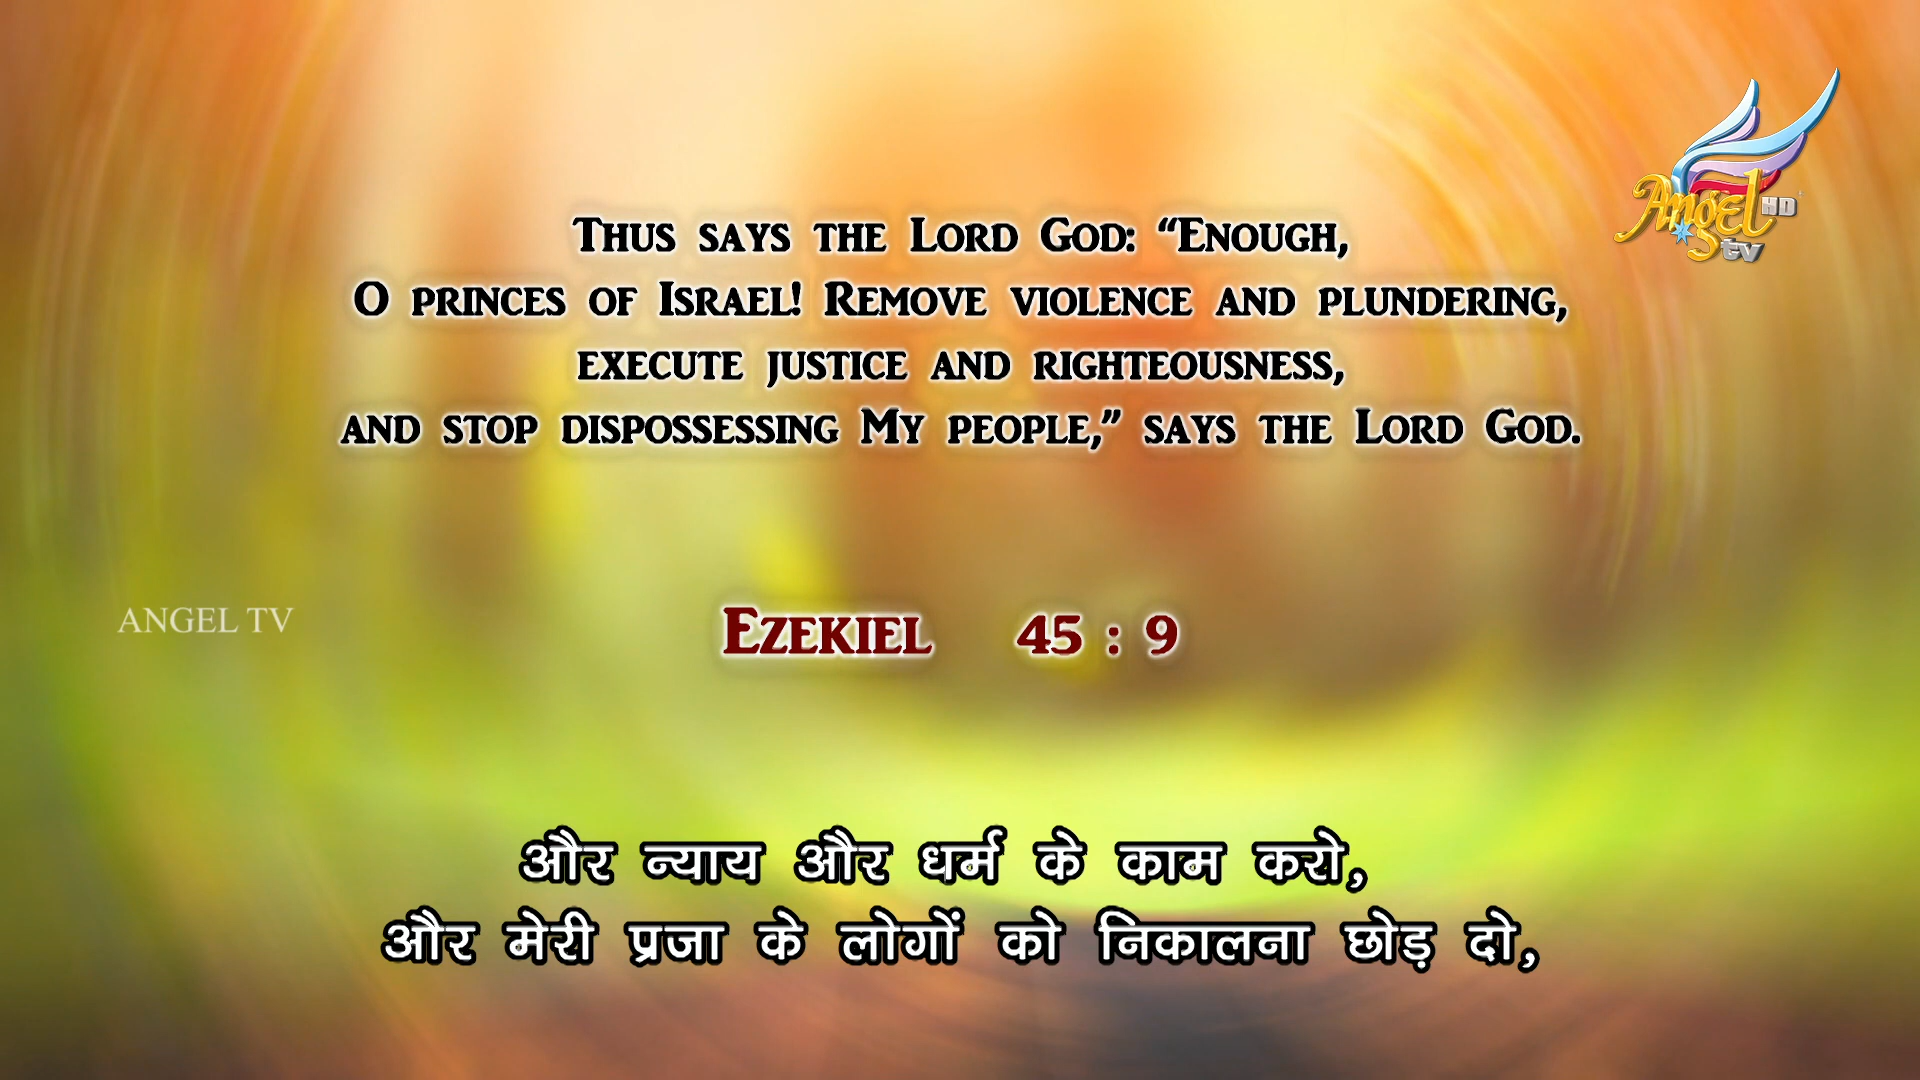 Thus says the Lord God: “Enough,
O princes of Israel! Remove violence and plundering,
execute justice and righteousness,
and stop dispossessing My people,” says the Lord God.
Angel HD
tv
ANGEL TV
Ezekiel 45 : 9
और न्याय और धर्म के काम करो,
और मेरी प्रजा के लोगों को निकालना छोड़ दो,